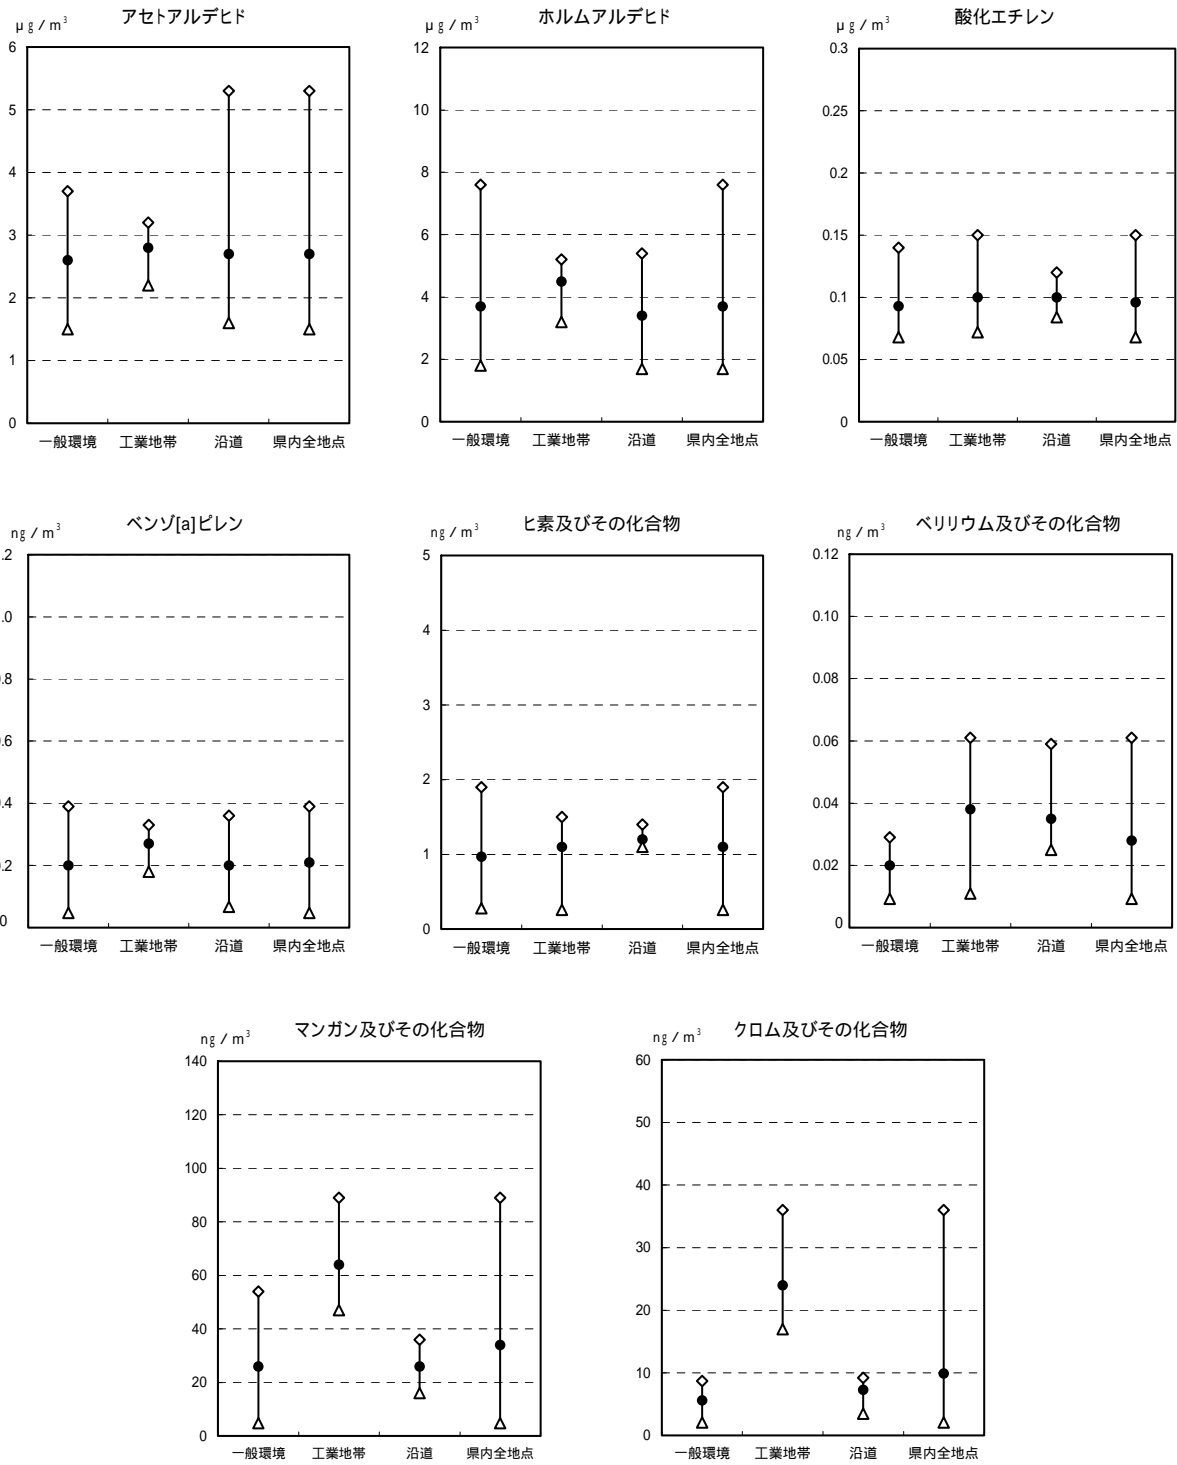 アセトアルデヒド
μg/m³
6
5
4
3
2
1
0
一般環境 工業地帯 沿道 県内全地点
ホルムアルデヒド
μg/m³
12
10
8
6
4
2
0
一般環境 工業地帯 沿道 県内全地点
酸化エチレン
μg/m³
0.3
0.25
0.2
0.15
0.1
0.05
0
一般環境 工業地帯 沿道 県内全地点
ベンゾ[a]ピレン
ng/m³
.2
.0
.8
.6
.4
.2
0
一般環境 工業地帯 沿道 県内全地点
ヒ素及びその化合物
ng/m³
5
4
3
2
1
0
一般環境 工業地帯 沿道 県内全地点
ベリリウム及びその化合物
ng/m³
0.12
0.10
0.08
0.06
0.04
0.02
0
一般環境 工業地帯 沿道 県内全地点
マンガン及びその化合物
ng/m³
140
120
100
80
60
40
20
0
一般環境 工業地帯 沿道 県内全地点
クロム及びその化合物
ng/m³
60
50
40
30
20
10
0
一般環境 工業地帯 沿道 県内全地点